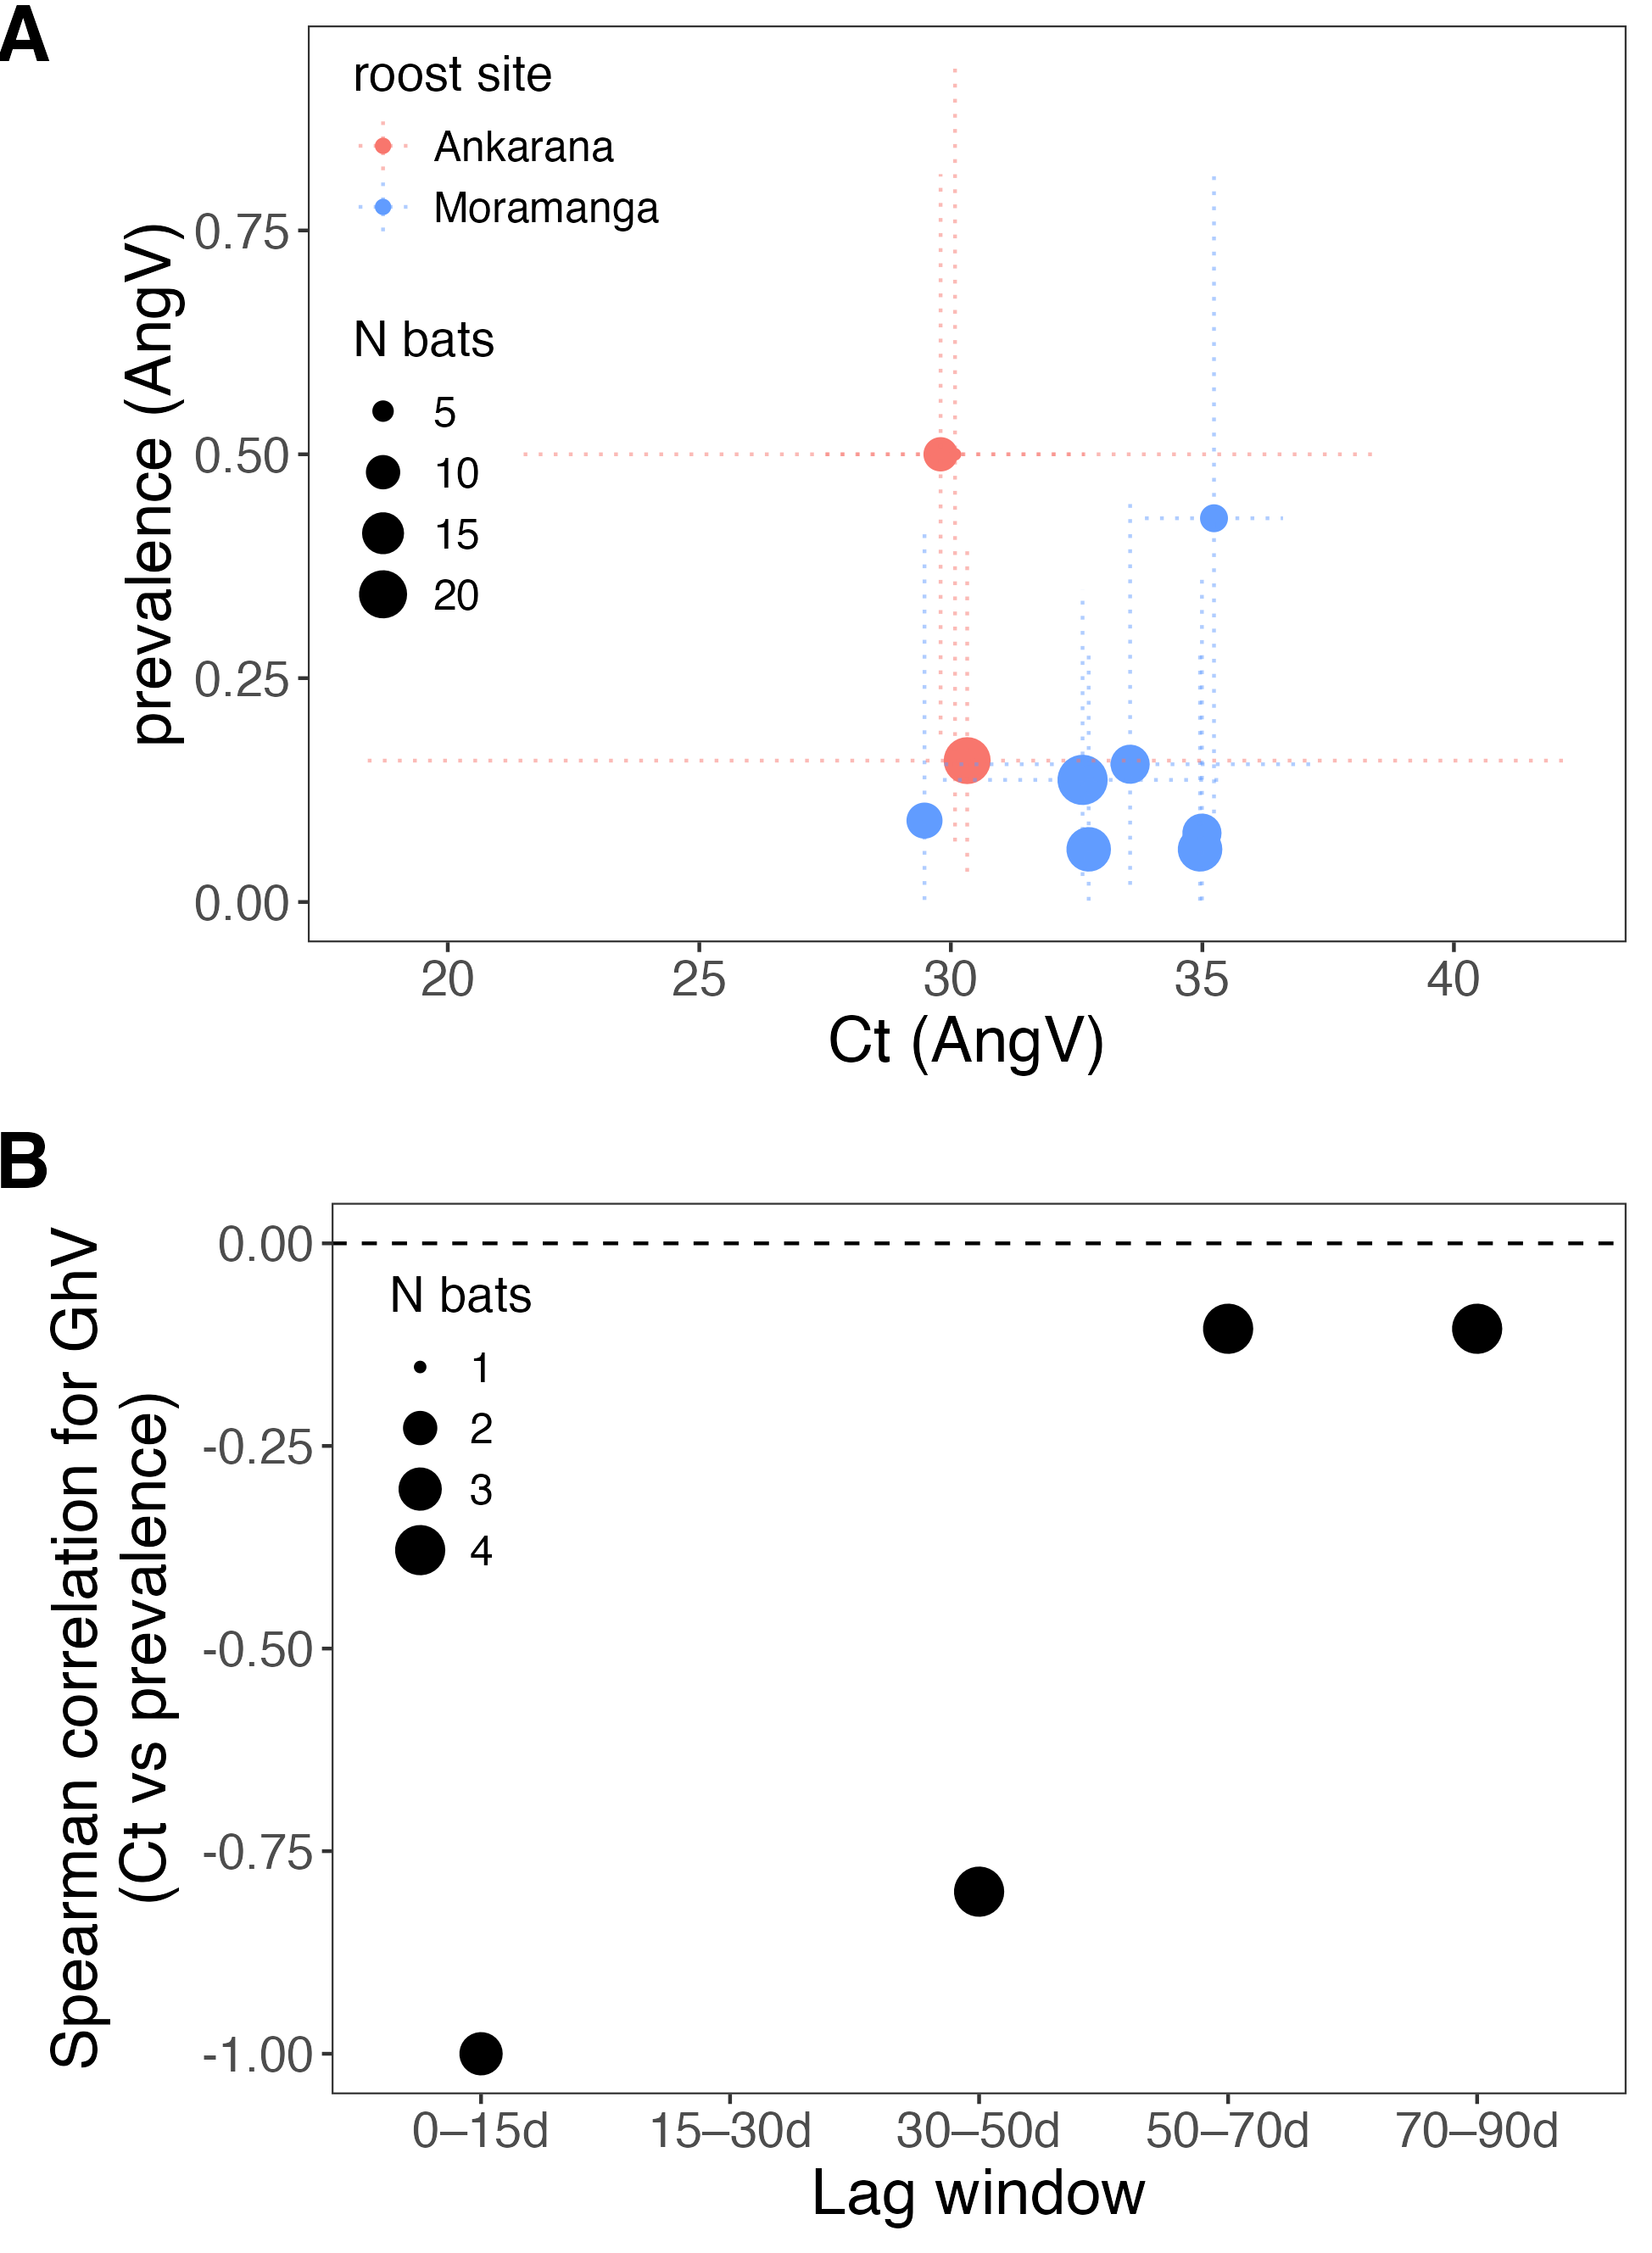 A
roost site
Ankarana
Moramanga
N bats
5
10
15
20
prevalence (AngV)
0.75
0.50
0.25
0.00
20 25 30 35 40
Ct (AngV)
B
Spearman correlation for GhV
(Ct vs prevalence)
0.00
-0.25
-0.50
-0.75
-1.00
N bats
1
2
3
4
0–15d 15–30d 30–50d 50–70d 70–90d
Lag window